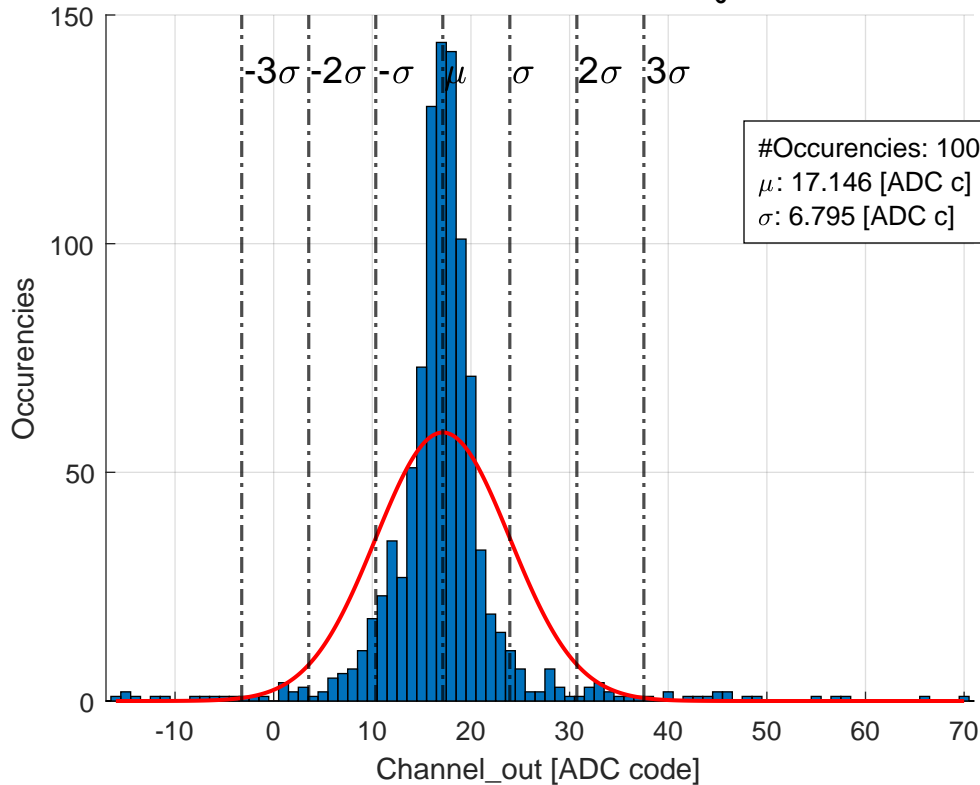 150
100
50
0
-3σ -2σ -σ μ σ 2σ 3σ
#Occurencies: 100
μ: 17.146 [ADC c]
σ: 6.795 [ADC c]
Occurencies
-10 0 10 20 30 40 50 60 70
Channel_out [ADC code]